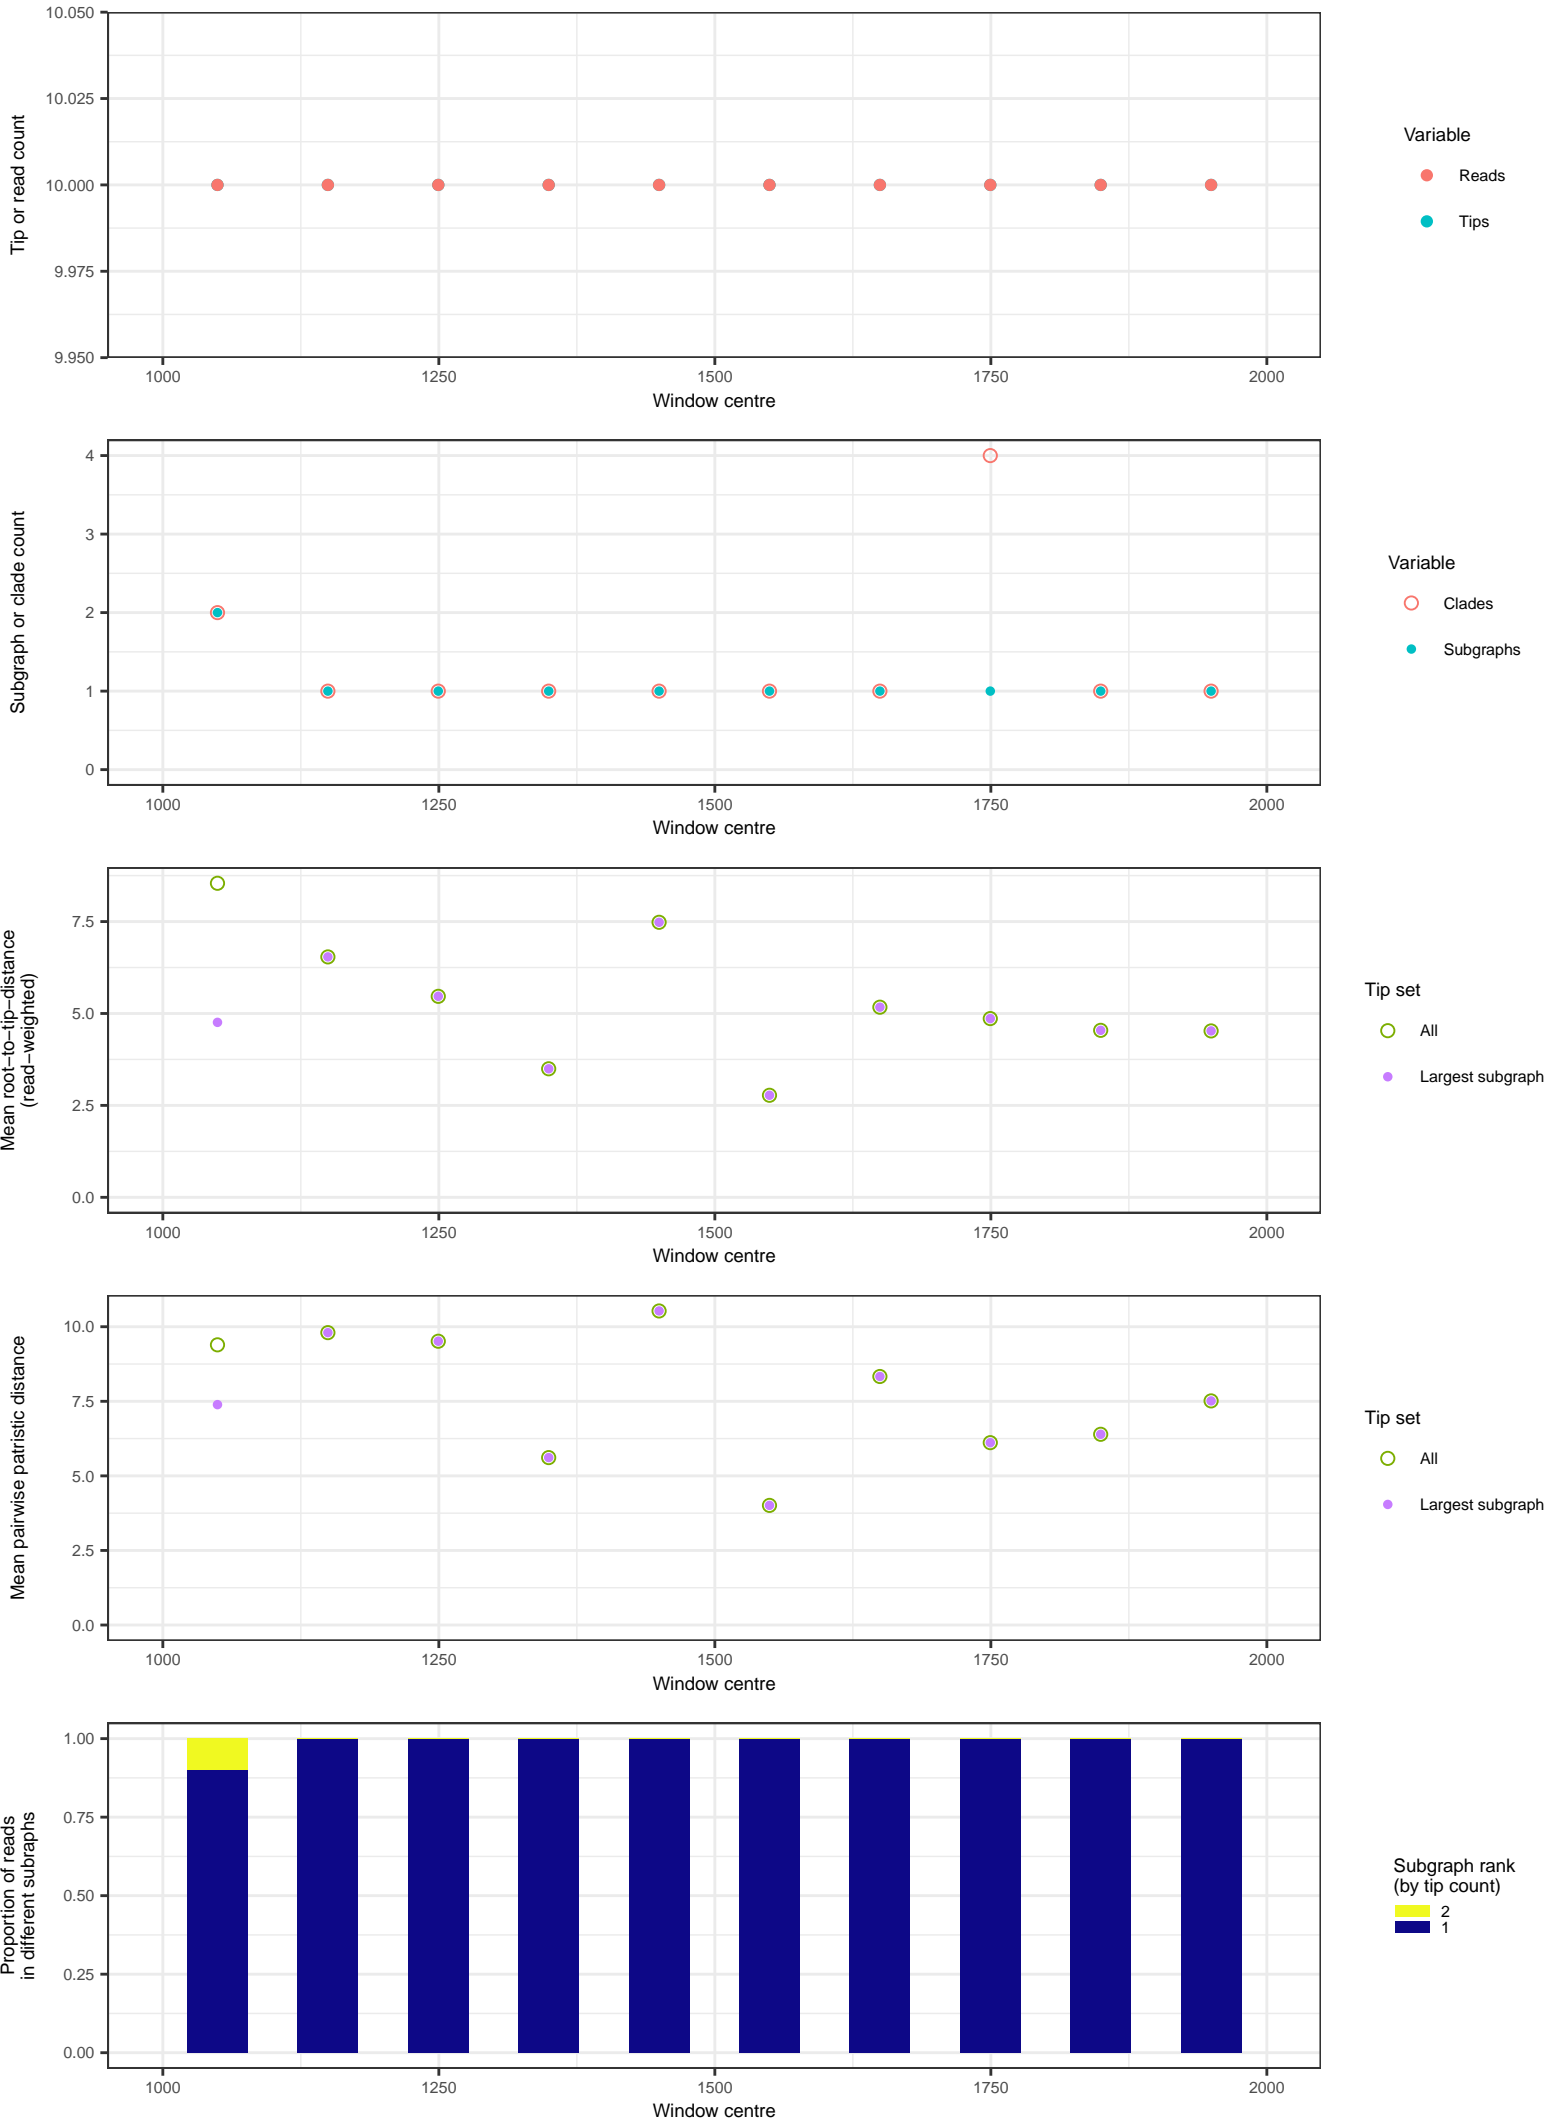 10.050
10.025
10.000
9.975
9.950
Tip or read count
1000
1250
1500
1750
2000
Window centre
Variable
Reads
Tips
4
3
2
1
0
Subgraph or clade count
1000
1250
1500
1750
2000
Window centre
Variable
Clades
Subgraphs
7.5
5.0
2.5
0.0
Mean root−to−tip−distance
(read−weighted)
1000
1250
1500
1750
2000
Window centre
Tip set
All
Largest subgraph
10.0
7.5
5.0
2.5
0.0
Mean pairwise patristic distance
1000
1250
1500
1750
2000
Window centre
Tip set
All
Largest subgraph
1.00
0.75
0.50
0.25
0.00
Proportion of reads
in different subraphs
1000
1250
1500
1750
2000
Window centre
Subgraph rank
(by tip count)
2
1